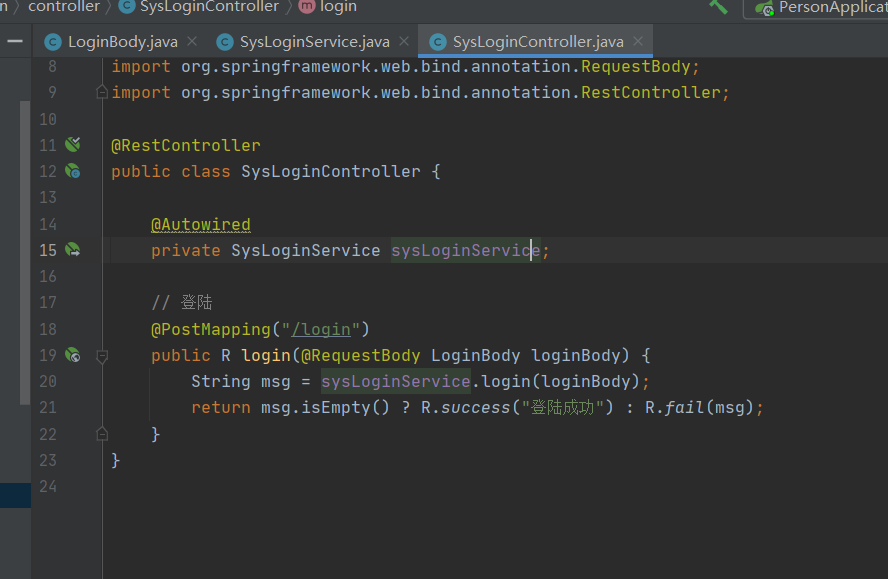 n > controller > SysLoginController > login
PersonApplicat
LoginBody.java SysLoginService.java SysLoginController.java
8 import org.springframework.web.bind.annotation.RequestBody;
9 import org.springframework.web.bind.annotation.RestController;
10
11 @RestController
12 public class SysLoginController {
13
14 @Autowired
15 private SysLoginService sysLoginService;
16
17 // 登陆
18 @PostMapping("/login")
19 public R login(@RequestBody LoginBody loginBody) {
20 String msg = sysLoginService.login(loginBody);
21 return msg.isEmpty() ? R.success("登陆成功") : R.fail(msg);
22 }
23 }
24